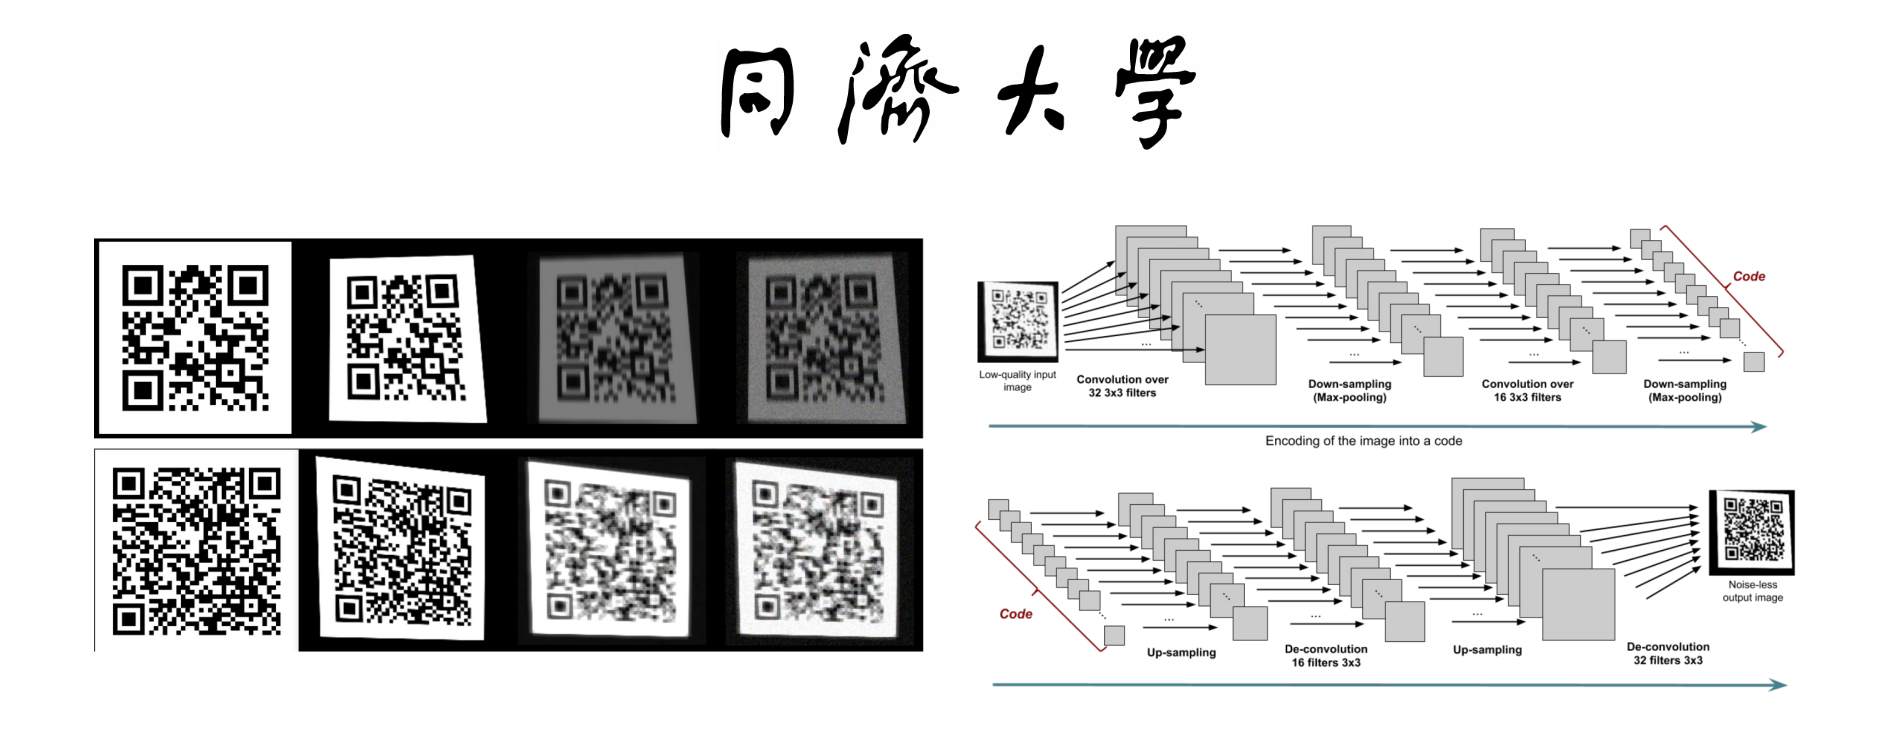 同濟大學
Low-quality input
image
...
Convolution over
32 3x3 filters
...
Down-sampling
(Max-pooling)
...
Convolution over
16 3x3 filters
...
Down-sampling
(Max-pooling)
Code
Encoding of the image into a code
Code
...
Up-sampling
...
De-convolution
16 filters 3x3
...
Up-sampling
De-convolution
32 filters 3x3
Noise-less
output image